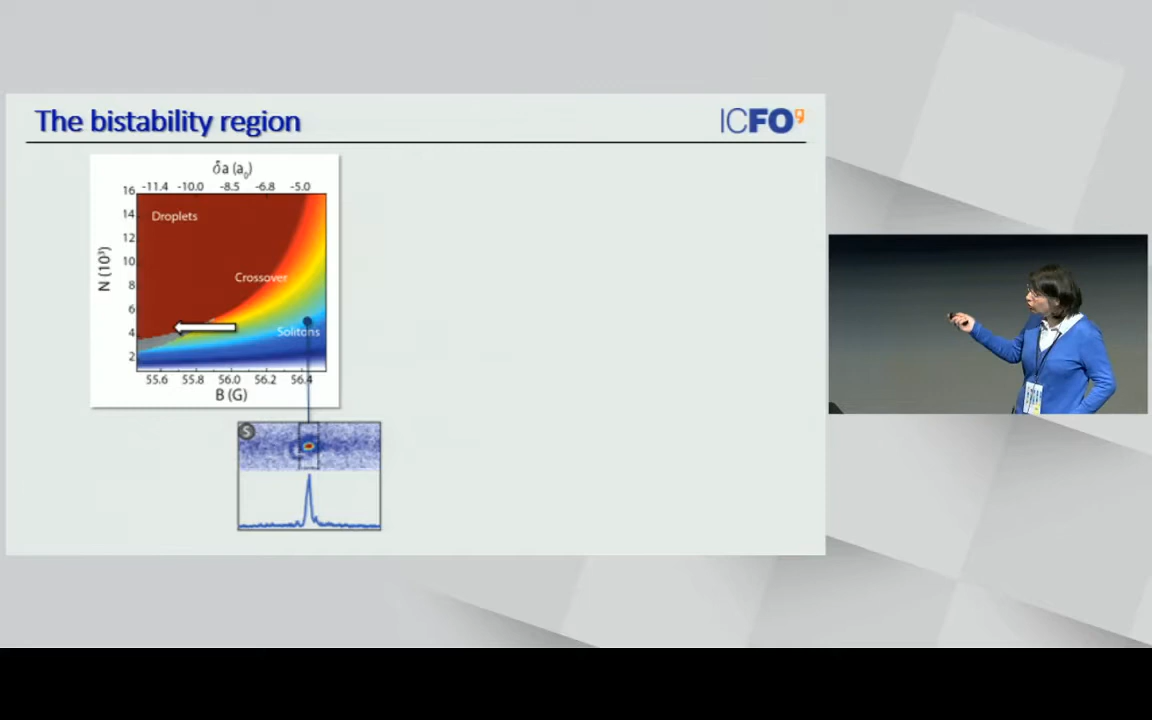 The bistability region
ICFO
δa (a₀)
-11.4 -10.0 -8.5 -6.8 -5.0
16
14
12
10
8
6
4
2
N (10³)
Droplets
Crossover
Solitons
55.6 55.8 56.0 56.2 56.4
B (G)
S